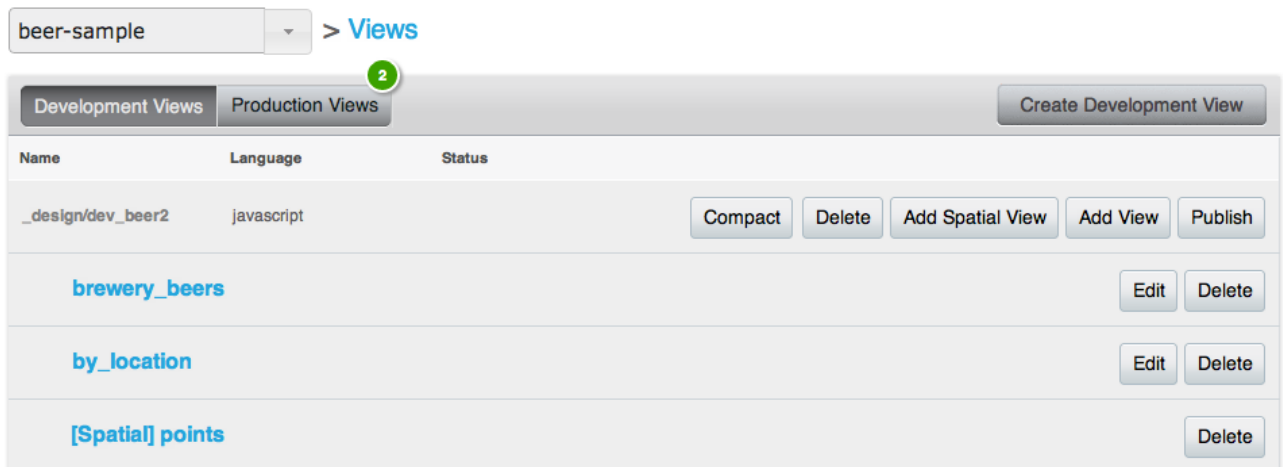 beer-sample > Views
2
Development Views Production Views Create Development View
Name Language Status
_design/dev_beer2 javascript Compact Delete Add Spatial View Add View Publish
brewery_beers Edit Delete
by_location Edit Delete
[Spatial] points Delete